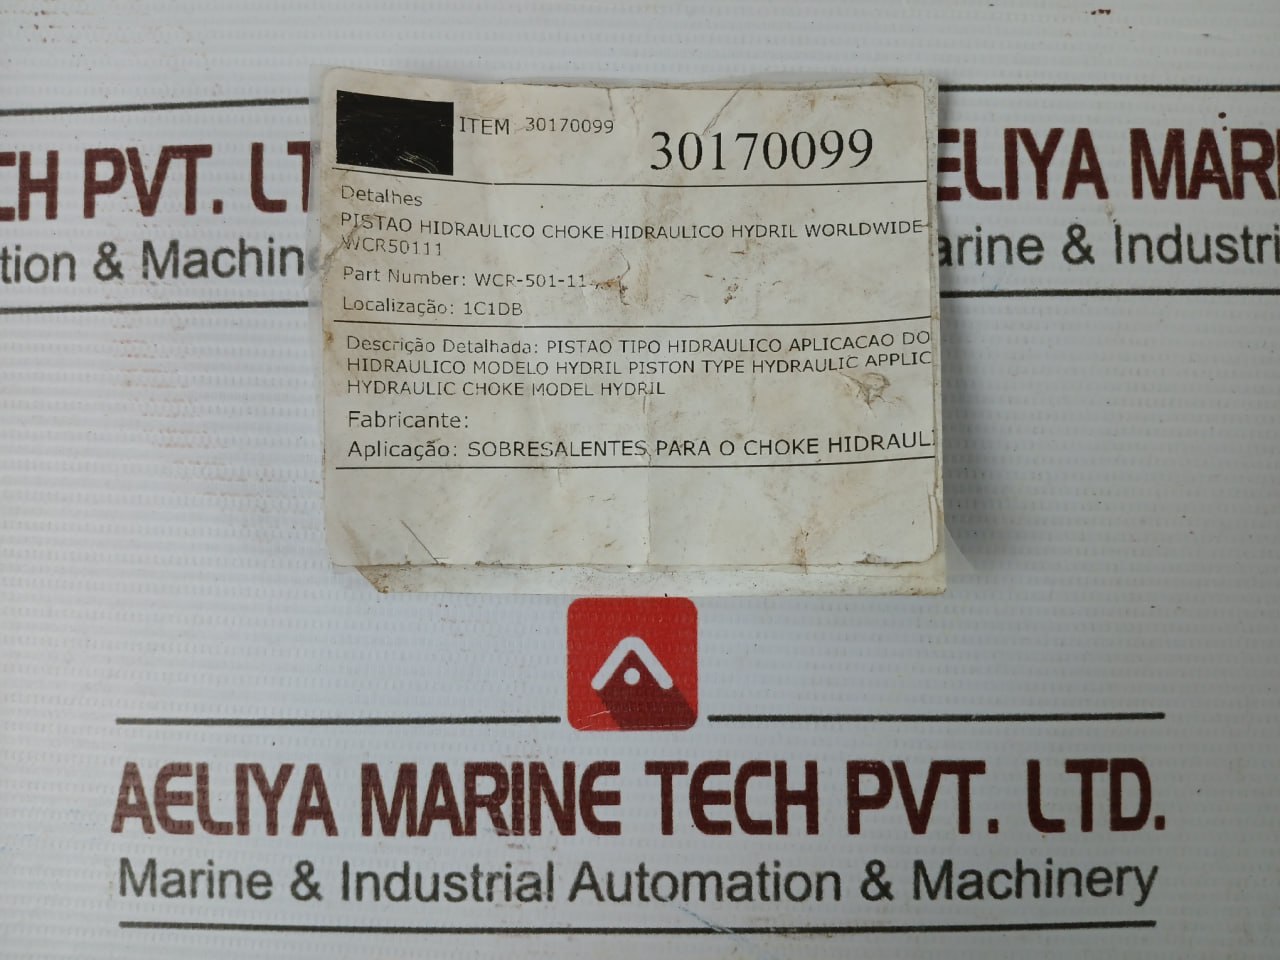 ITEM 30170099
30170099
Detalhes
PISTAO HIDRAULICO CHOKE HIDRAULICO HYDRIL WORLDWIDE-
WCR50111
Part Number: WCR-501-11
Localização: 1C1DB
Descrição Detalhada: PISTAO TIPO HIDRAULICO APLICACAO DO
HIDRAULICO MODELO HYDRIL PISTON TYPE HYDRAULIC APPLIC
HYDRAULIC CHOKE MODEL HYDRIL
Fabricante:
Aplicação: SOBRESALENTES PARA O CHOKE HIDRAUL
CH PVT. LT
tion & Machin
ELIYA MARI
arine & Industri
AELIYA MARINE TECH PVT. LTD.
Marine & Industrial Automation & Machinery